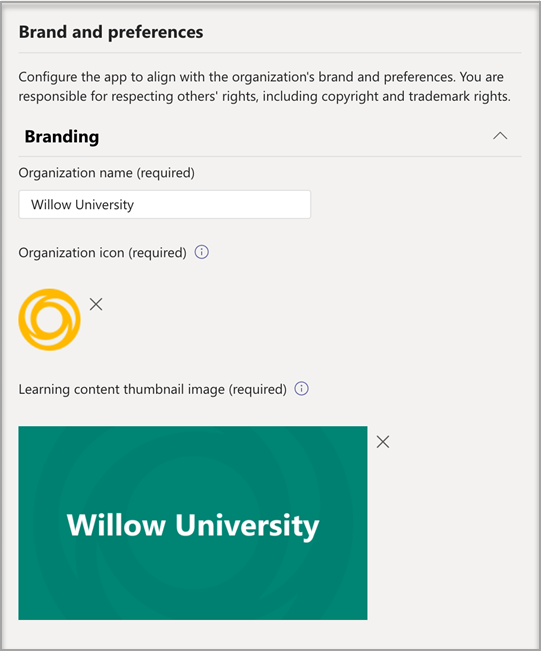 Brand and preferences
Configure the app to align with the organization's brand and preferences. You are
responsible for respecting others' rights, including copyright and trademark rights.
Branding
Organization name (required)
Willow University
Organization icon (required)
Learning content thumbnail image (required)
Willow University